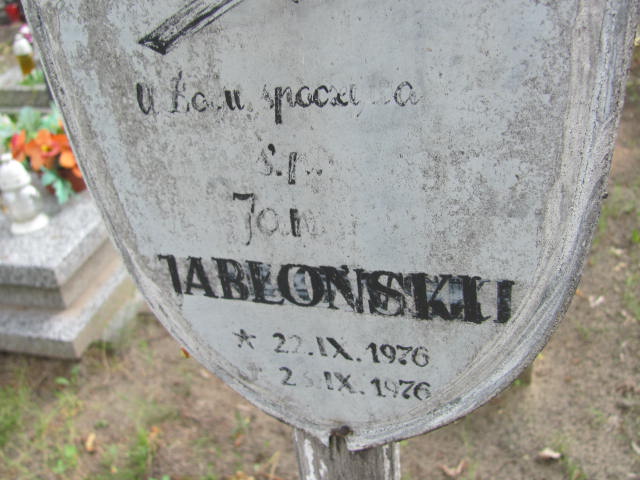 W Bogu spoczywa
Ś.p.
Jan
JABŁOŃSKI
* 22.IX.1976
IX.1976